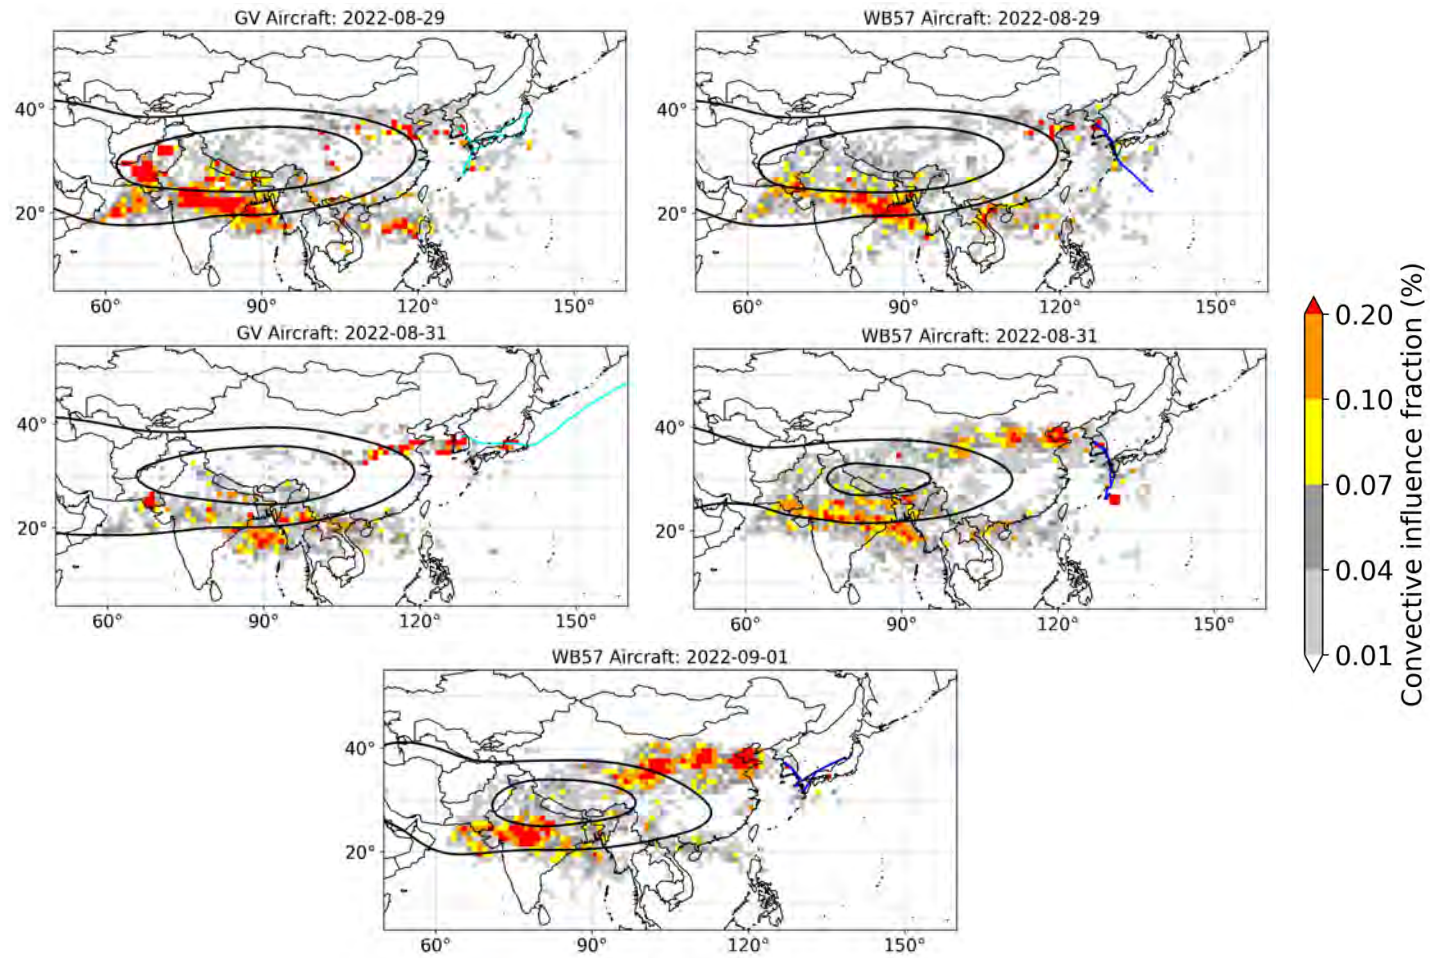 GV Aircraft: 2022-08-29
WB57 Aircraft: 2022-08-29
40° 40°
20° 20°
60° 90° 120° 150° 60° 90° 120° 150°
GV Aircraft: 2022-08-31
WB57 Aircraft: 2022-08-31
40° 40°
20° 20°
60° 90° 120° 150° 60° 90° 120° 150°
WB57 Aircraft: 2022-09-01
40°
20°
60° 90° 120° 150°
0.20
0.10
0.07
0.04
0.01
Convective influence fraction (%)